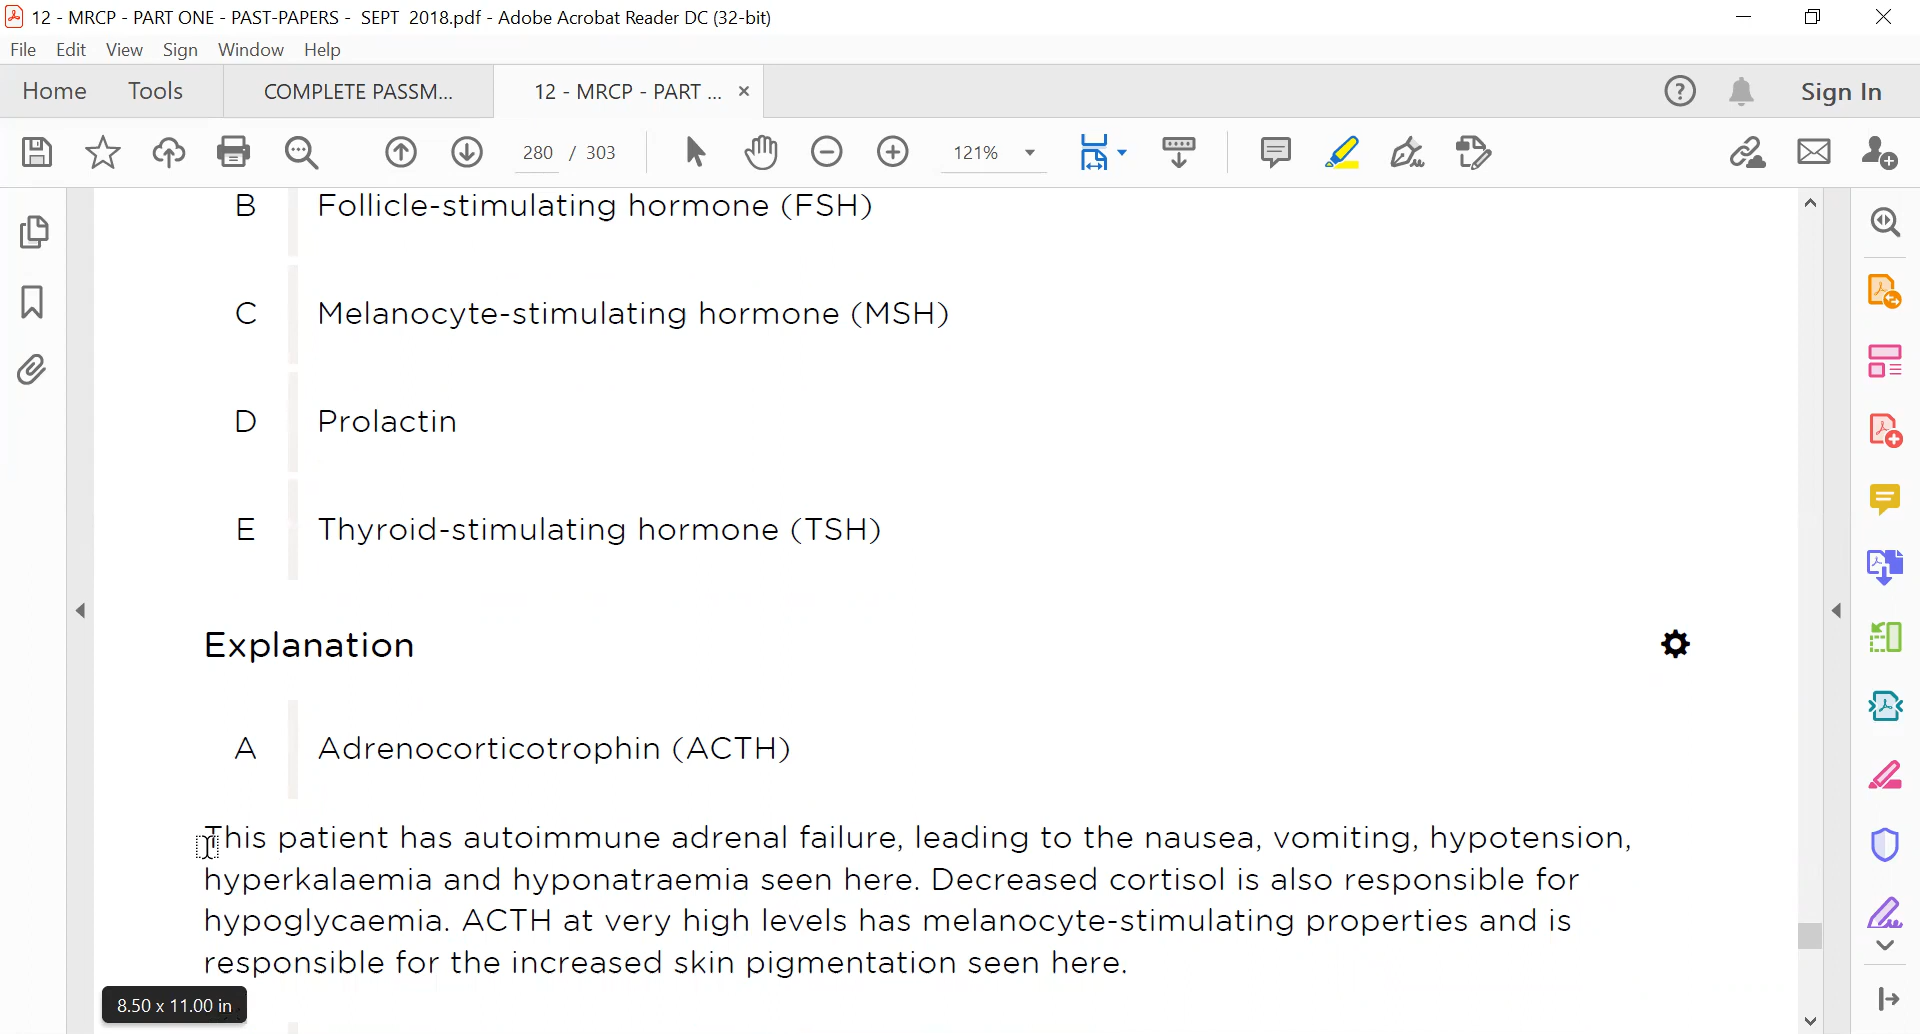 12 - MRCP - PART ONE - PAST-PAPERS - SEPT 2018.pdf - Adobe Acrobat Reader DC (32-bit)
File Edit View Sign Window Help
Home Tools COMPLETE PASSM... 12 - MRCP - PART ... × Sign In
280 / 303 121%
B Follicle-stimulating hormone (FSH)
C Melanocyte-stimulating hormone (MSH)
D Prolactin
E Thyroid-stimulating hormone (TSH)
Explanation
A Adrenocorticotrophin (ACTH)
This patient has autoimmune adrenal failure, leading to the nausea, vomiting, hypotension,
hyperkalaemia and hyponatraemia seen here. Decreased cortisol is also responsible for
hypoglycaemia. ACTH at very high levels has melanocyte-stimulating properties and is
responsible for the increased skin pigmentation seen here.
8.50 x 11.00 in